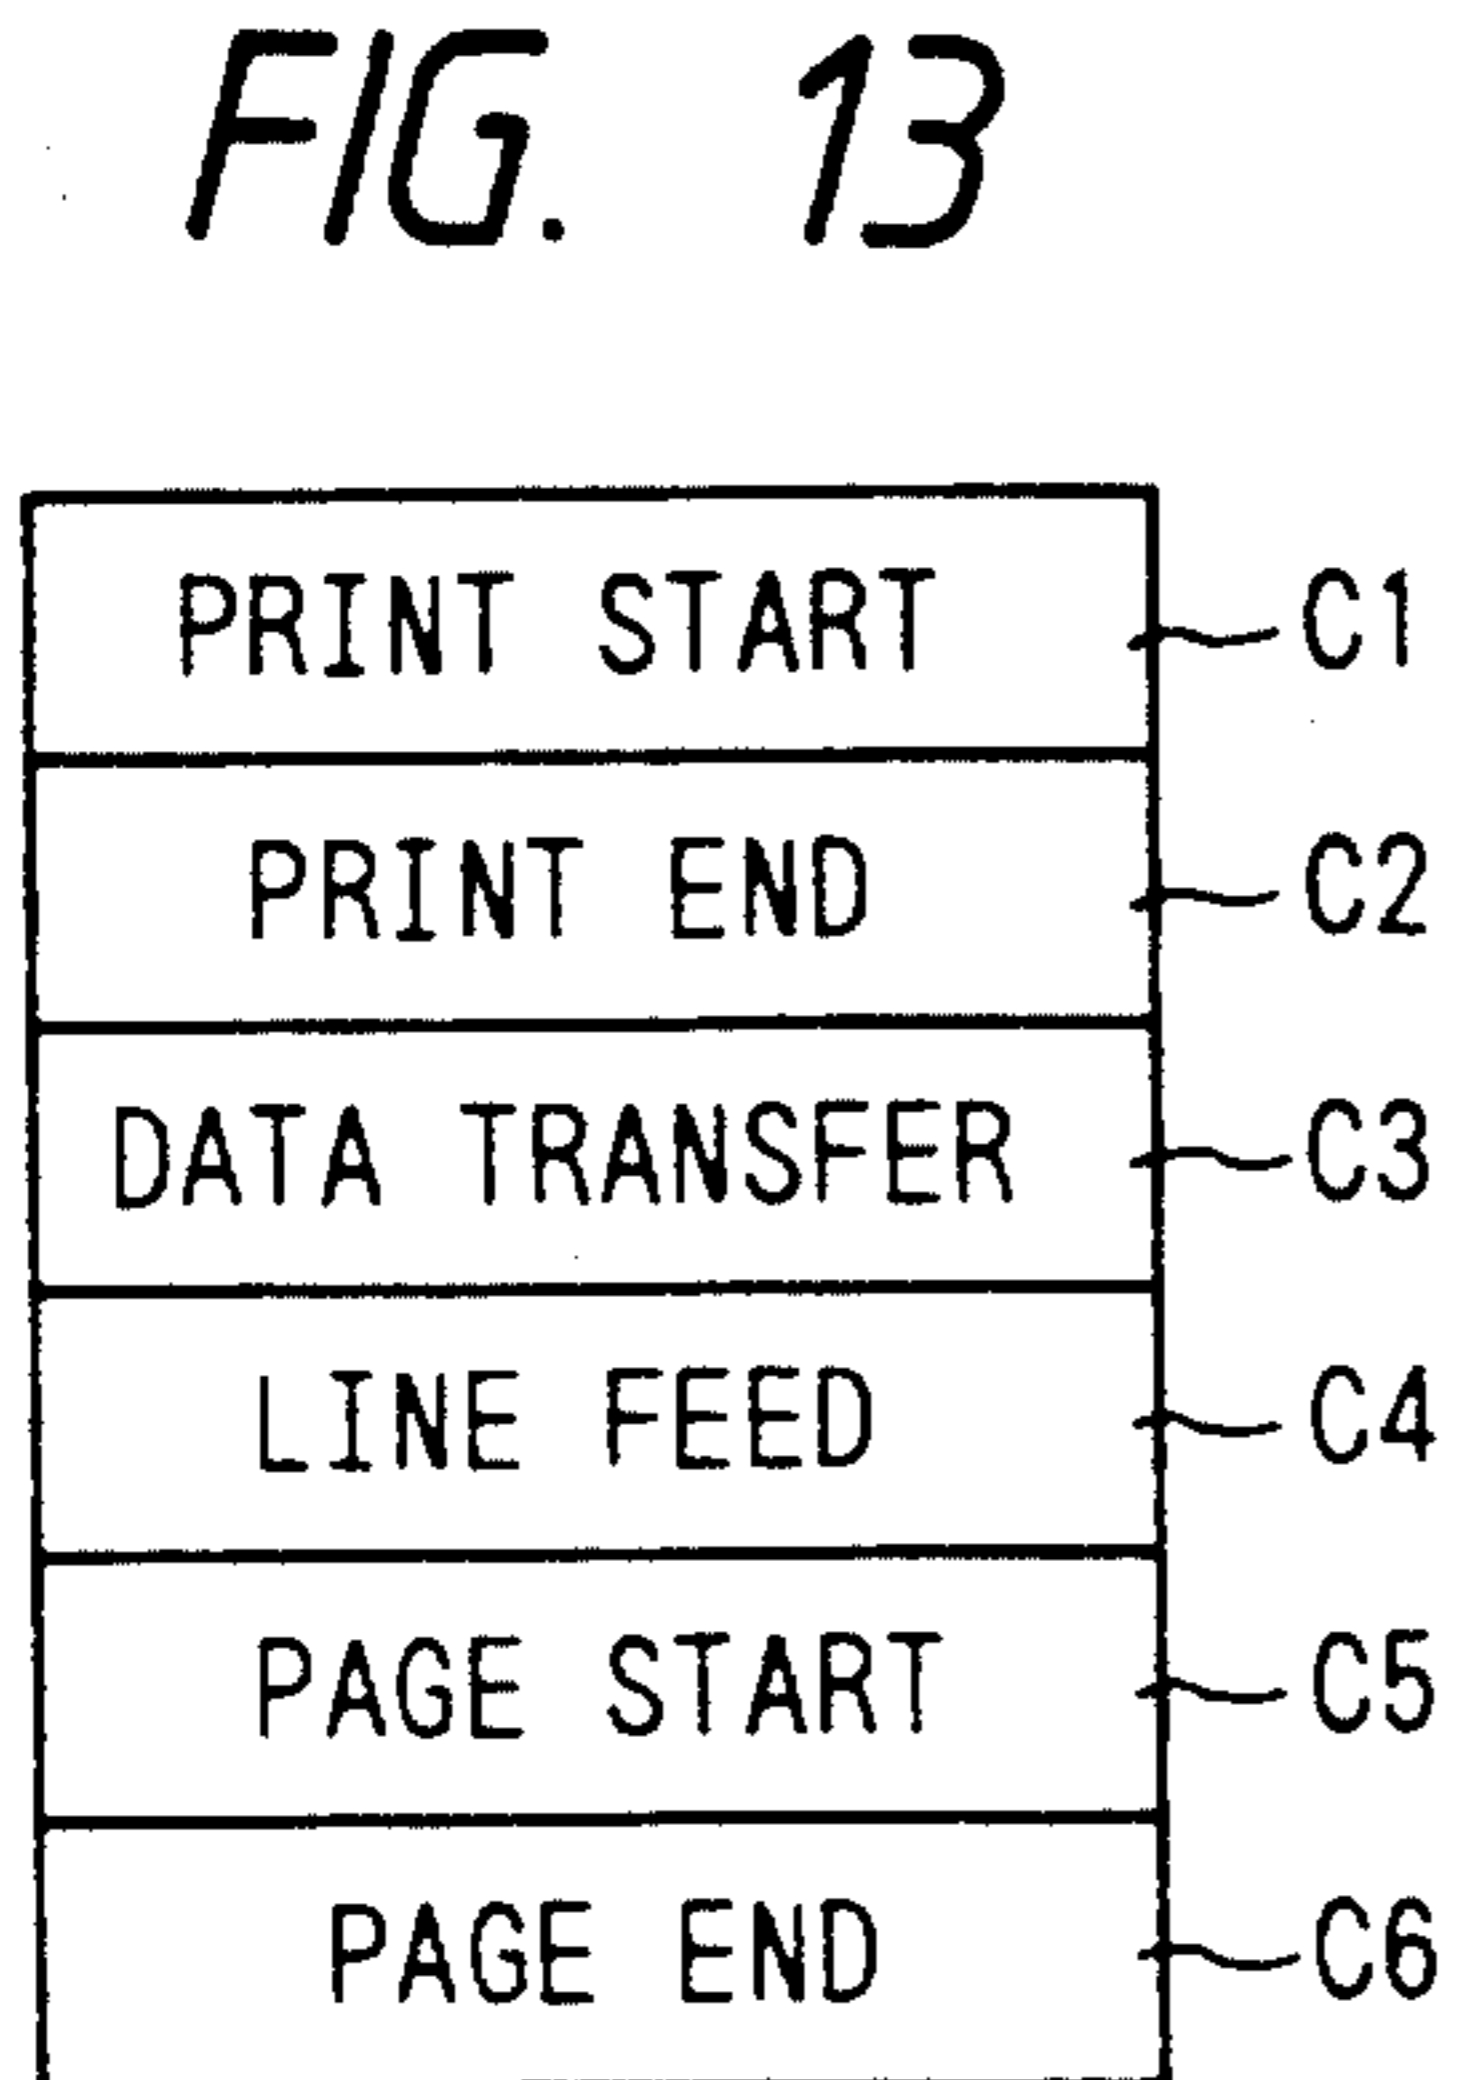 FIG. 13
PRINT START C1
PRINT END C2
DATA TRANSFER C3
LINE FEED C4
PAGE START C5
PAGE END C6